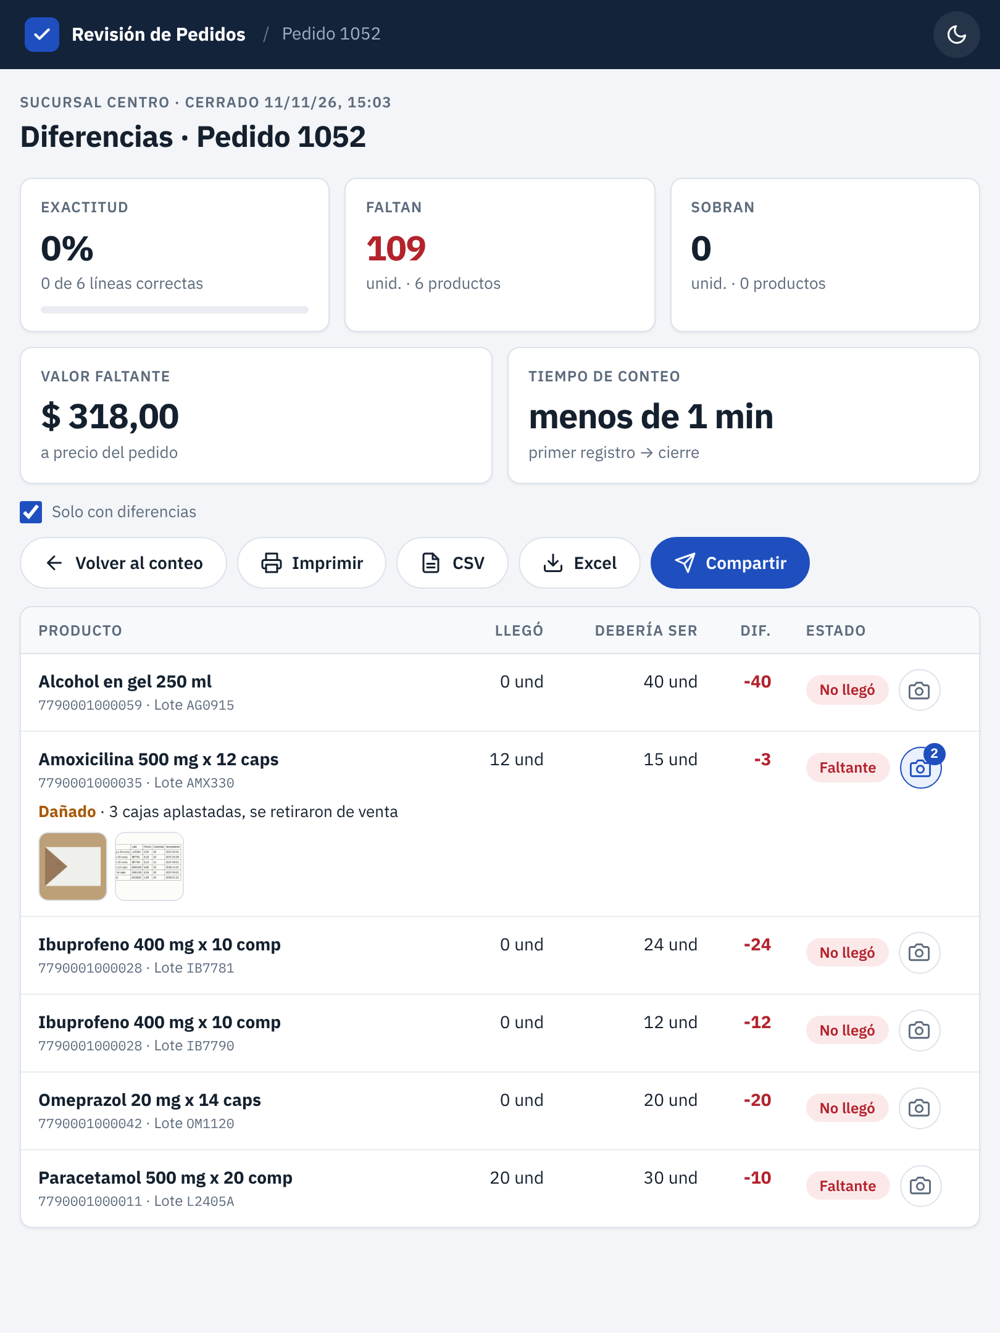 Revisión de Pedidos / Pedido 1052
SUCURSAL CENTRO · CERRADO 11/11/26, 15:03
Diferencias · Pedido 1052
EXACTITUD
0%
0 de 6 líneas correctas
FALTAN
109
unid. · 6 productos
SOBRAN
0
unid. · 0 productos
VALOR FALTANTE
$ 318,00
a precio del pedido
TIEMPO DE CONTEO
menos de 1 min
primer registro → cierre
Solo con diferencias
Volver al conteo
Imprimir
CSV
Excel
Compartir
PRODUCTO LLEGÓ DEBERÍA SER DIF. ESTADO
Alcohol en gel 250 ml 0 und 40 und -40 No llegó
7790001000059 · Lote AG0915
Amoxicilina 500 mg x 12 caps 12 und 15 und -3 Faltante 2
7790001000035 · Lote AMX330
Dañado · 3 cajas aplastadas, se retiraron de venta
Ibuprofeno 400 mg x 10 comp 0 und 24 und -24 No llegó
7790001000028 · Lote IB7781
Ibuprofeno 400 mg x 10 comp 0 und 12 und -12 No llegó
7790001000028 · Lote IB7790
Omeprazol 20 mg x 14 caps 0 und 20 und -20 No llegó
7790001000042 · Lote OM1120
Paracetamol 500 mg x 20 comp 20 und 30 und -10 Faltante
7790001000011 · Lote L2405A